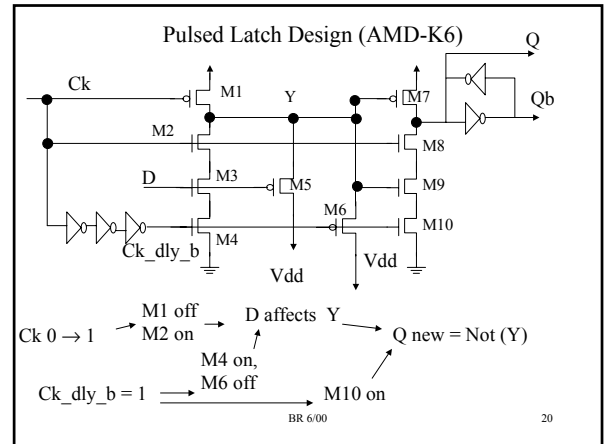 Pulsed Latch Design (AMD-K6)
Q
Ck
M1
Y
M7
Qb
M2
M8
D
M3
M5
M9
M6
M4
M10
Ck_dly_b
Vdd
Vdd
Ck 0 → 1
M1 off
M2 on
D affects Y
Q new = Not (Y)
M4 on,
M6 off
Ck_dly_b = 1
M10 on
BR 6/00
20